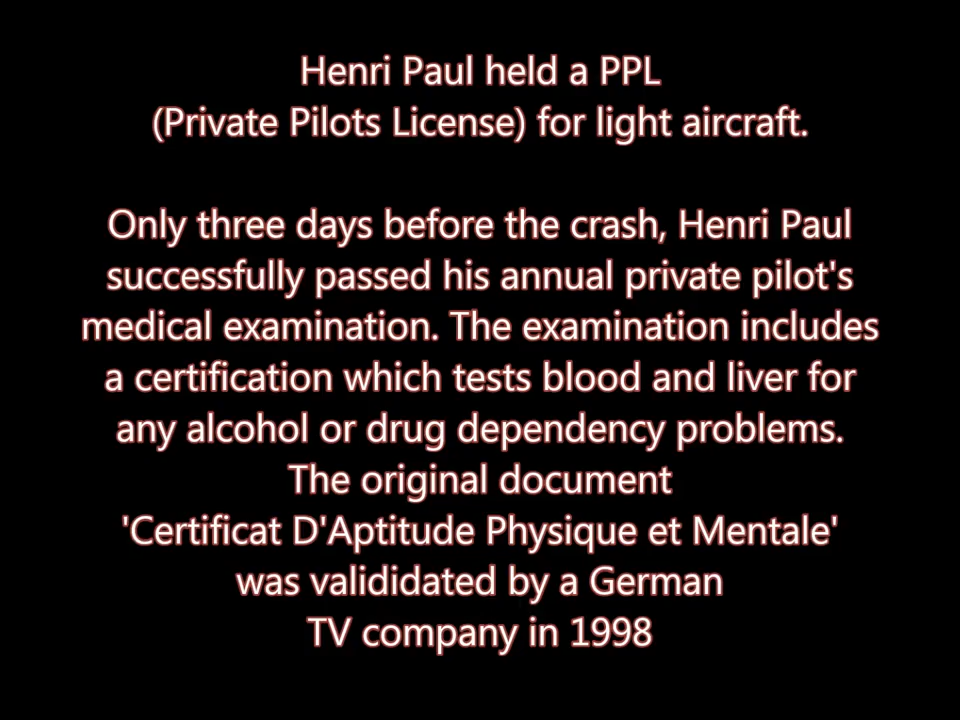 Henri Paul held a PPL
(Private Pilots License) for light aircraft.
Only three days before the crash, Henri Paul
successfully passed his annual private pilot's
medical examination. The examination includes
a certification which tests blood and liver for
any alcohol or drug dependency problems.
The original document
'Certificat D'Aptitude Physique et Mentale'
was valididated by a German
TV company in 1998